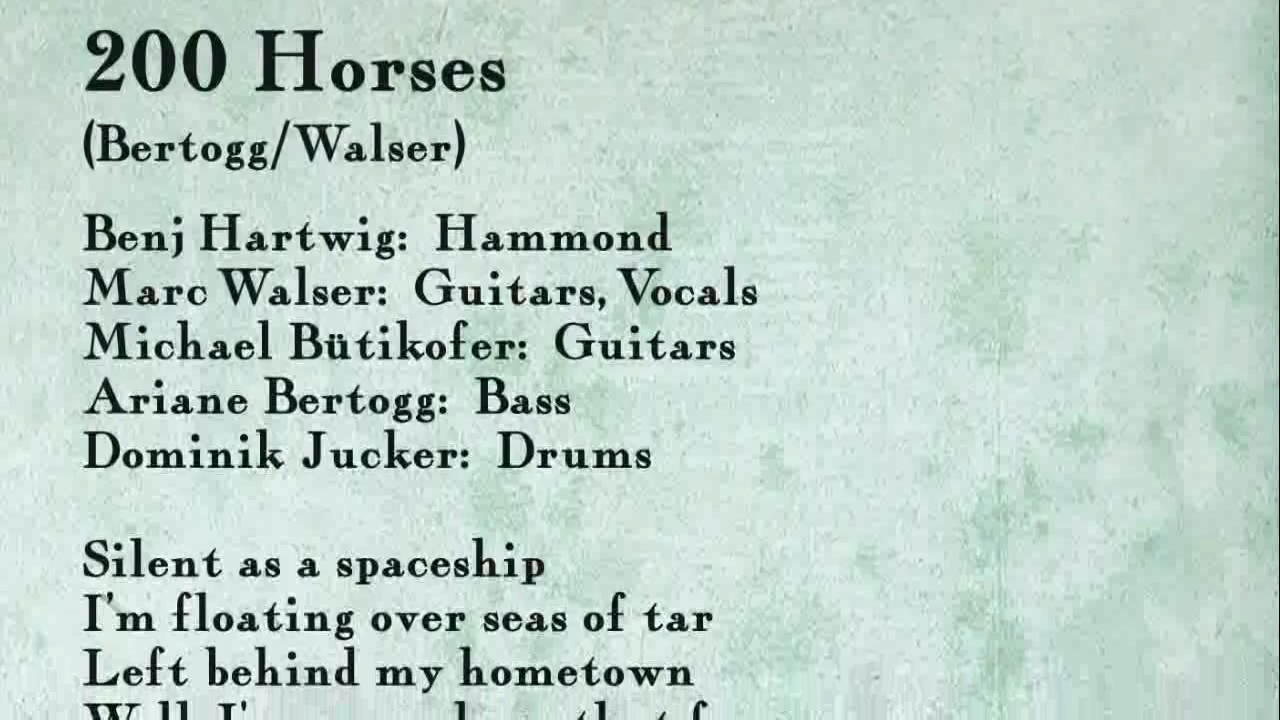 200 Horses
(Bertogg/Walser)
Benj Hartwig: Hammond
Marc Walser: Guitars, Vocals
Michael Bütikofer: Guitars
Ariane Bertogg: Bass
Dominik Jucker: Drums
Silent as a spaceship
I'm floating over seas of tar
Left behind my hometown